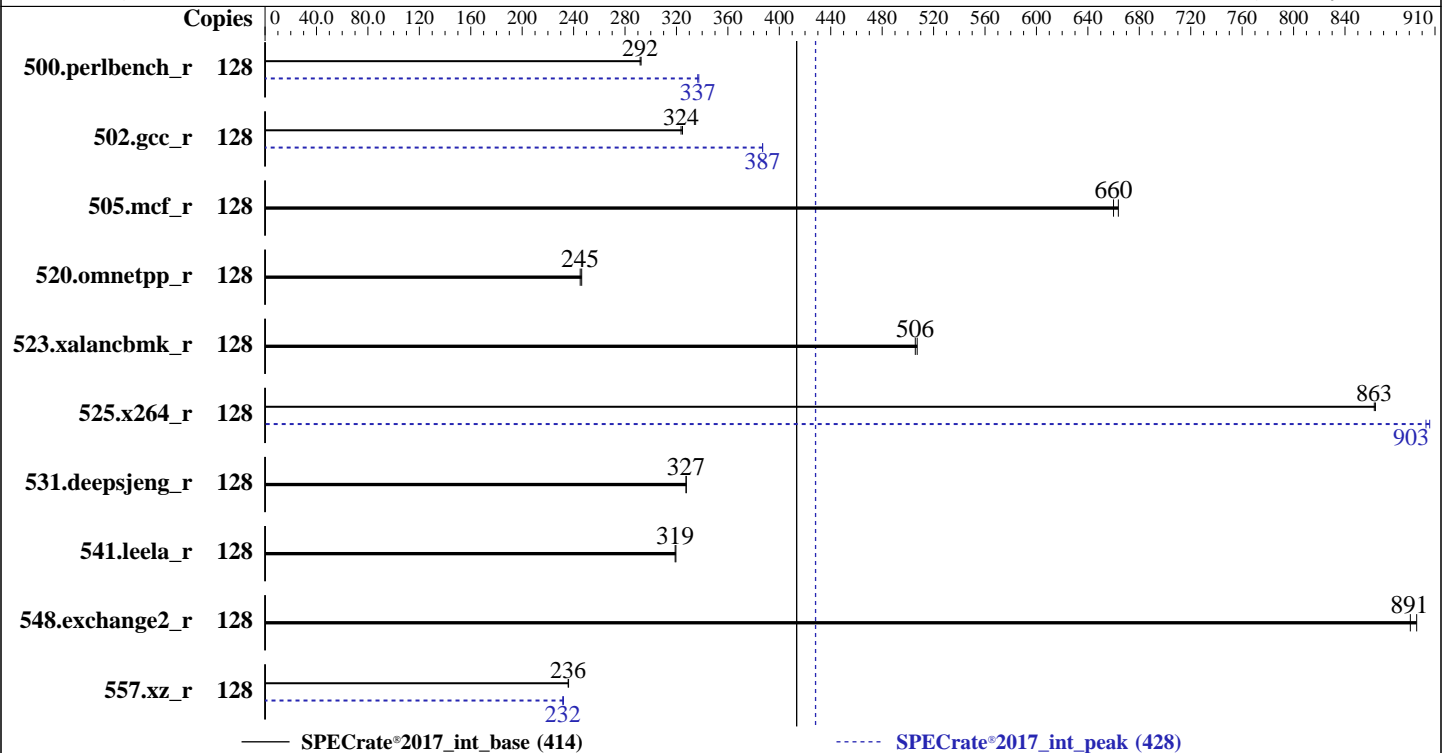 Copies 0 40.0 80.0 120 160 200 240 280 320 360 400 440 480 520 560 600 640 680 720 760 800 840 910
292
500.perlbench_r 128
337
324
502.gcc_r 128
387
660
505.mcf_r 128
245
520.omnetpp_r 128
506
523.xalancbmk_r 128
863
525.x264_r 128
903
327
531.deepsjeng_r 128
319
541.leela_r 128
891
548.exchange2_r 128
236
557.xz_r 128
232
SPECrate®2017_int_base (414) SPECrate®2017_int_peak (428)